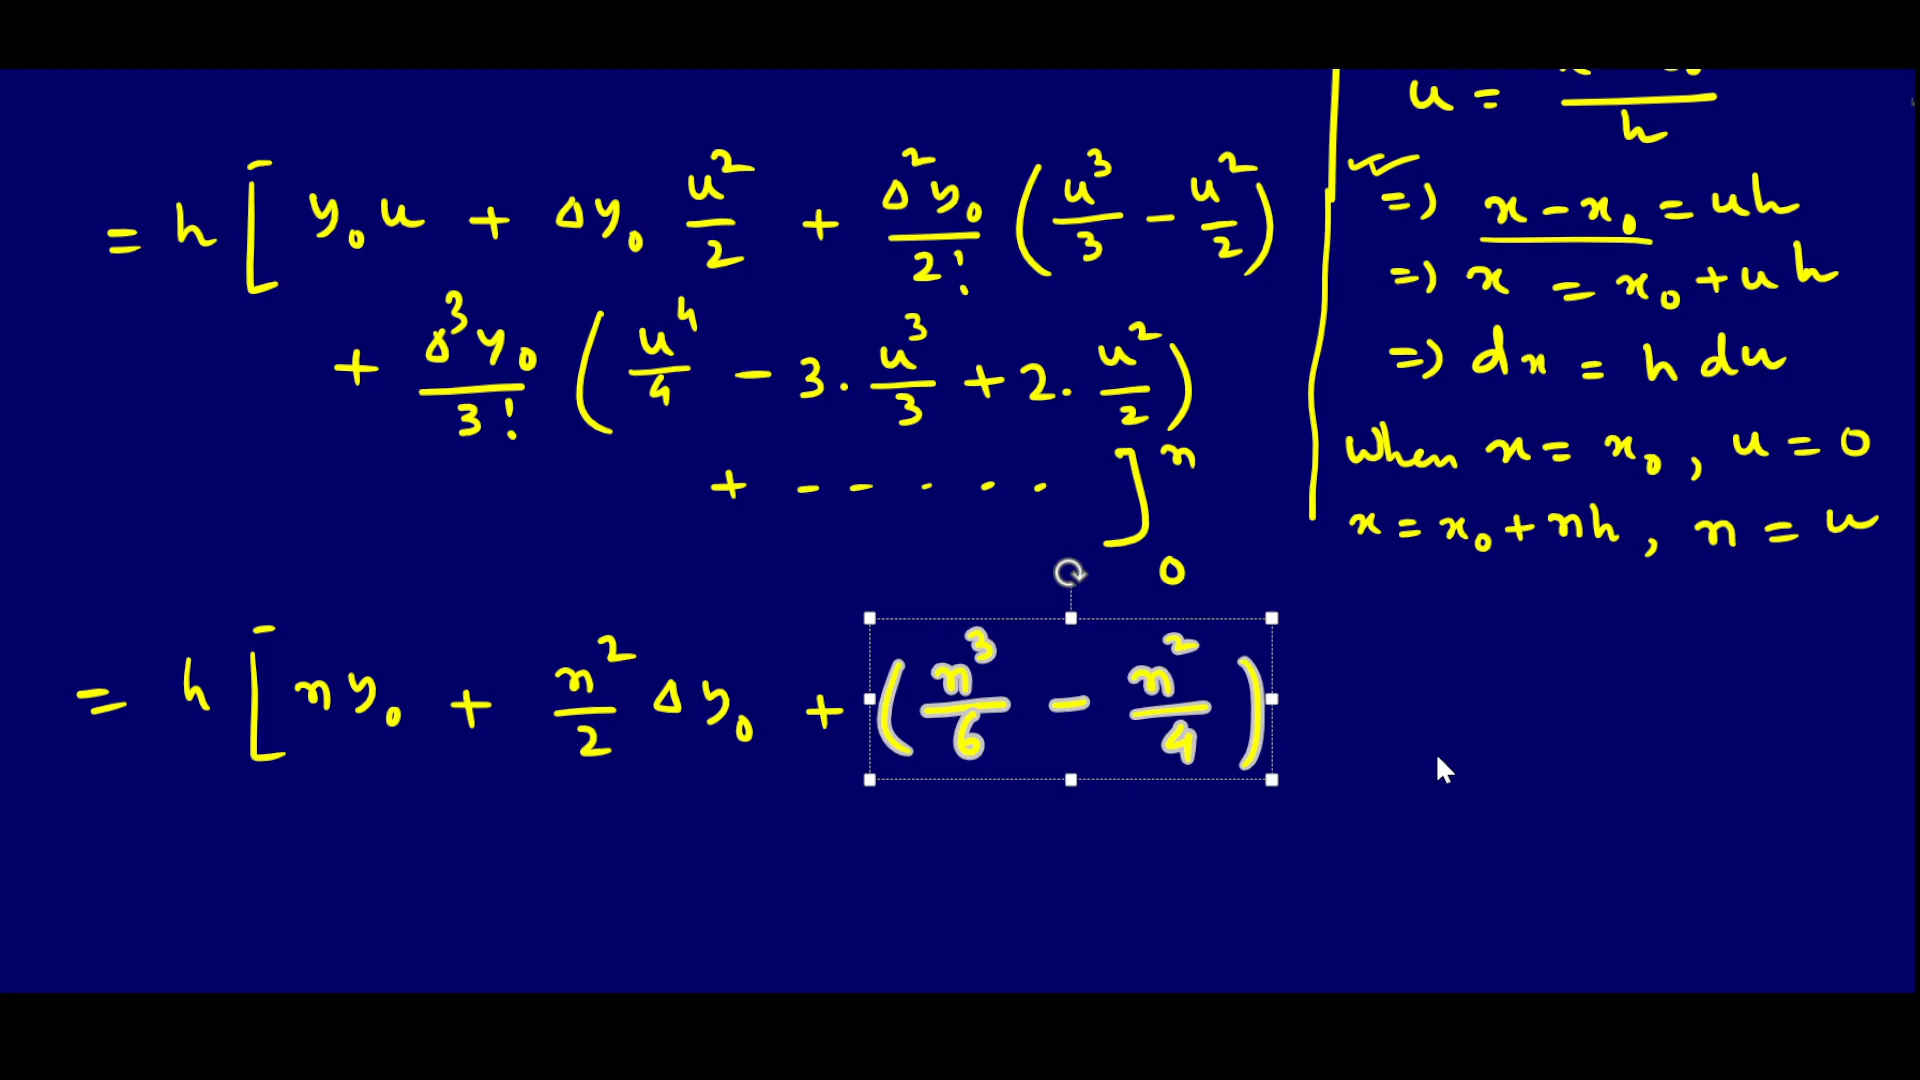 = h [ y₀u + Δy₀ u²/2 + Δ²y₀/2! (u³/3 − u²/2)
+ Δ³y₀/3! (u⁴/4 − 3. u³/3 + 2. u²/2)
+ -- · · · ]ⁿ₀
= h [ ny₀ + n²/2 Δy₀ + (n³/6 − n²/4)
u = /h
=) x − x₀ = uh
=) x = x₀ + uh
=) dx = h du
When x = x₀, u = 0
x = x₀ + nh, n = u